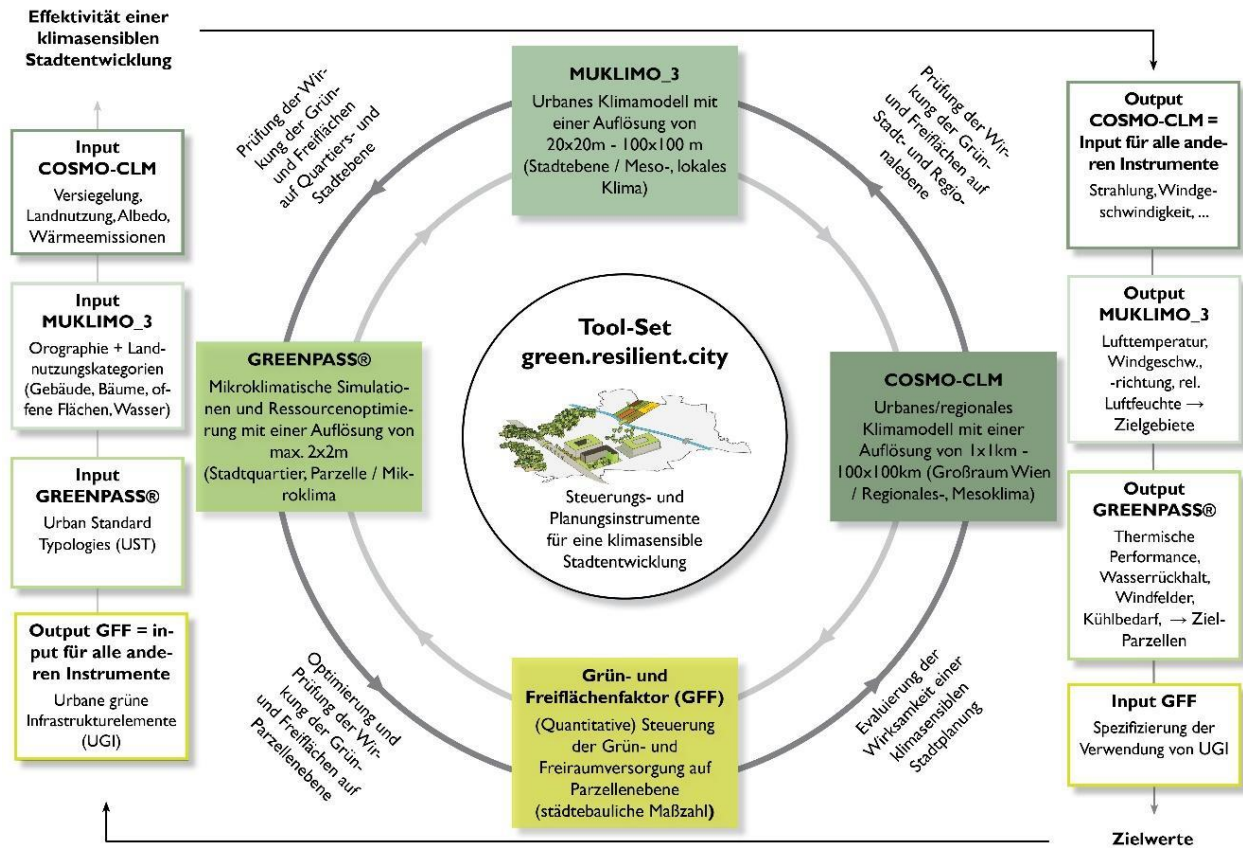 Effektivität einer
klimasensiblen
Stadtentwicklung
Input
COSMO-CLM
Versiegelung,
Landnutzung, Albedo,
Wärmeemissionen
Input
MUKLIMO_3
Orographie + Land-
nutzungskategorien
(Gebäude, Bäume, of-
fene Flächen, Wasser)
Input
GREENPASS®
Urban Standard
Typologies (UST)
Output GFF = in-
put für alle ande-
ren Instrumente
Urbane grüne
Infrastrukturelemente
(UGI)
Prüfung der Wir-
kung der Grün-
und Freiflächen
auf Quartiers- und
Stadtebene
MUKLIMO_3
Urbanes Klimamodell mit
einer Auflösung von
20x20m - 100x100 m
(Stadtebene / Meso-, lokales
Klima)
Prüfung der Wir-
kung der Grün-
und Freiflächen auf
Stadt- und Regio-
nalebene
GREENPASS®
Mikroklimatische Simulatio-
nen und Ressourcenoptimie-
rung mit einer Auflösung von
max. 2x2m
(Stadtquartier, Parzelle / Mik-
roklima
Tool-Set
green.resilient.city
Steuerungs- und
Planungsinstrumente
für eine klimasensible
Stadtentwicklung
COSMO-CLM
Urbanes/regionales
Klimamodell mit einer
Auflösung von 1x1km -
100x100km (Großraum Wien
/ Regionales-, Mesoklima)
Optimierung und
Prüfung der Wir-
kung der Grün-
und Freiflächen auf
Parzellenebene
Grün- und
Freiflächenfaktor (GFF)
(Quantitative) Steuerung
der Grün- und
Freiraumversorgung auf
Parzellenebene
(städtebauliche Maßzahl)
Evaluierung der
Wirksamkeit einer
klimasensiblen
Stadtplanung
Output
COSMO-CLM =
Input für alle ande-
ren Instrumente
Strahlung, Windge-
schwindigkeit, ...
Output
MUKLIMO_3
Lufttemperatur,
Windgeschw.,
-richtung, rel.
Luftfeuchte →
Zielgebiete
Output
GREENPASS®
Thermische
Performance,
Wasserrückhalt,
Windfelder,
Kühlbedarf, → Ziel-
Parzellen
Input GFF
Spezifizierung der
Verwendung von UGI
Zielwerte